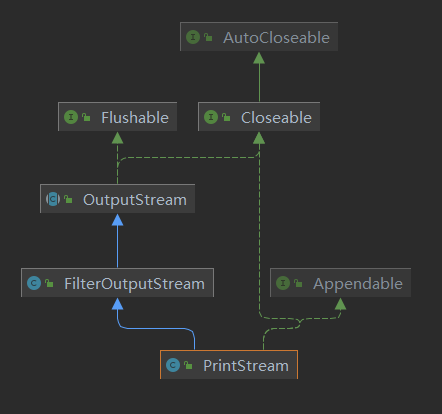 I AutoCloseable
I Flushable
I Closeable
C OutputStream
C FilterOutputStream
I Appendable
C PrintStream